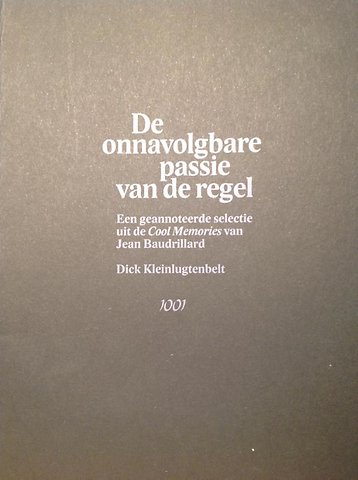 De
onnavolgbare
passie
van de regel
Een geannoteerde selectie
uit de Cool Memories van
Jean Baudrillard
Dick Kleinlugtenbelt
1001